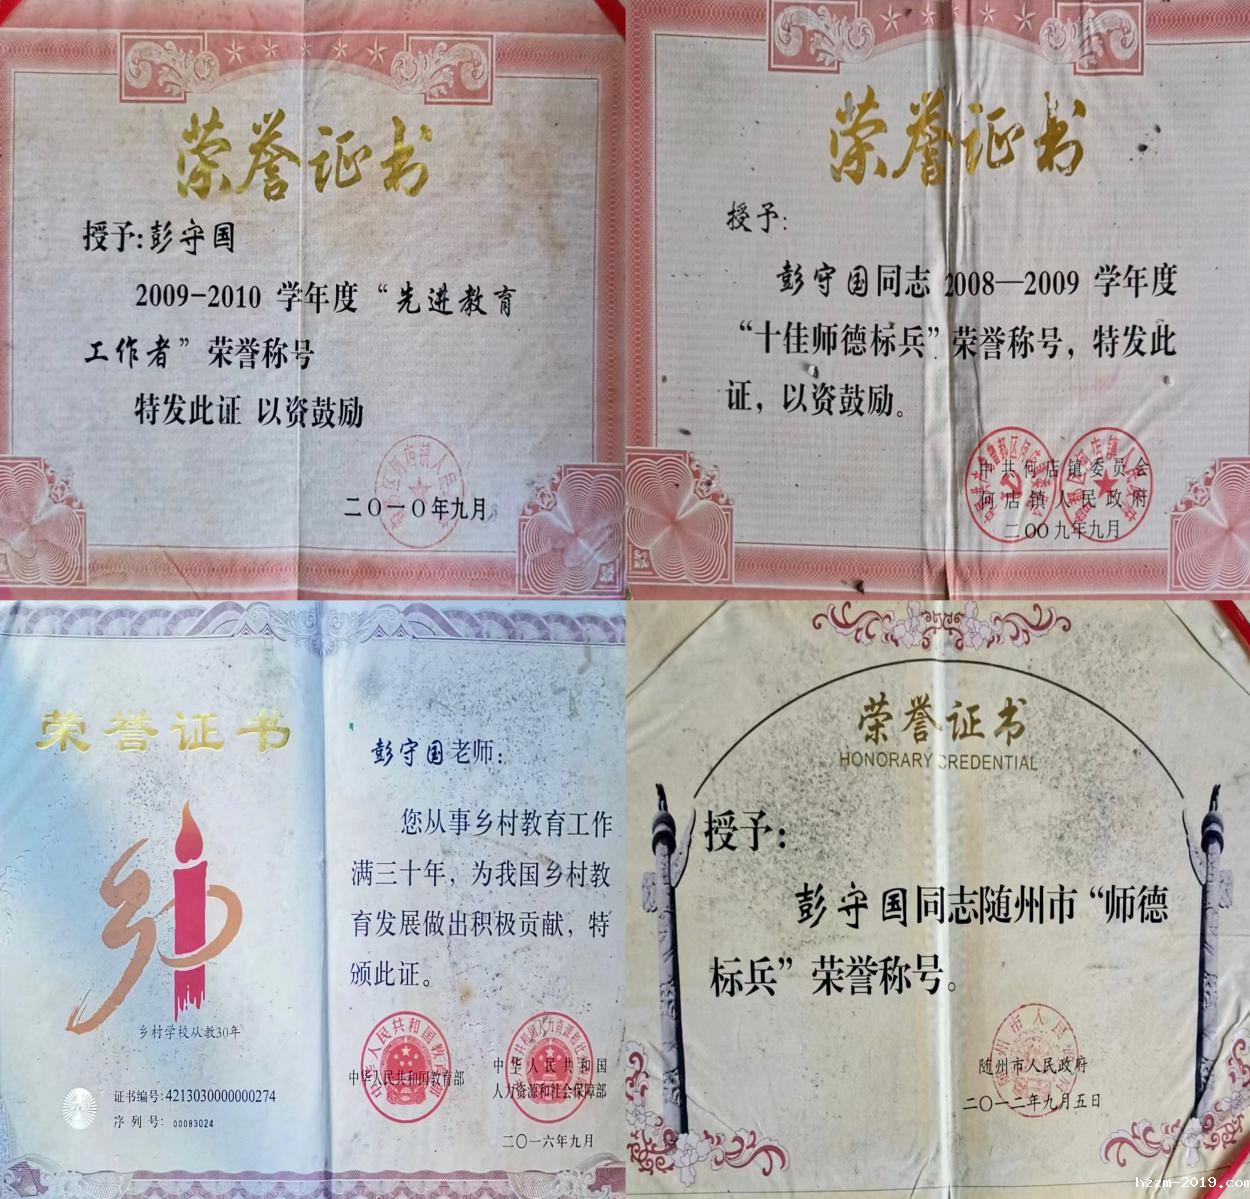 荣誉证书
授予:彭守国
2009-2010 学年度“先进教育
工作者”荣誉称号
特发此证 以资鼓励
二〇一〇年九月
荣誉证书
授予:
彭守国同志 2008—2009 学年度
“十佳师德标兵”荣誉称号，特发此
证，以资鼓励。
中共何店镇委员会
何店镇人民政府
二〇〇九年九月
荣誉证书
乡村学校从教30年
证书编号:4213030000000274
序列号: 00083024
彭守国老师:
您从事乡村教育工作
满三十年，为我国乡村教
育发展做出积极贡献，特
颁此证。
中华人民共和国教育部
中华人民共和国
人力资源和社会保障部
二〇一六年九月
荣誉证书
HONORARY CREDENTIAL
授予:
彭守国同志随州市“师德
标兵”荣誉称号。
随州市人民政府
二〇一二年九月五日
hzzm-2019.com